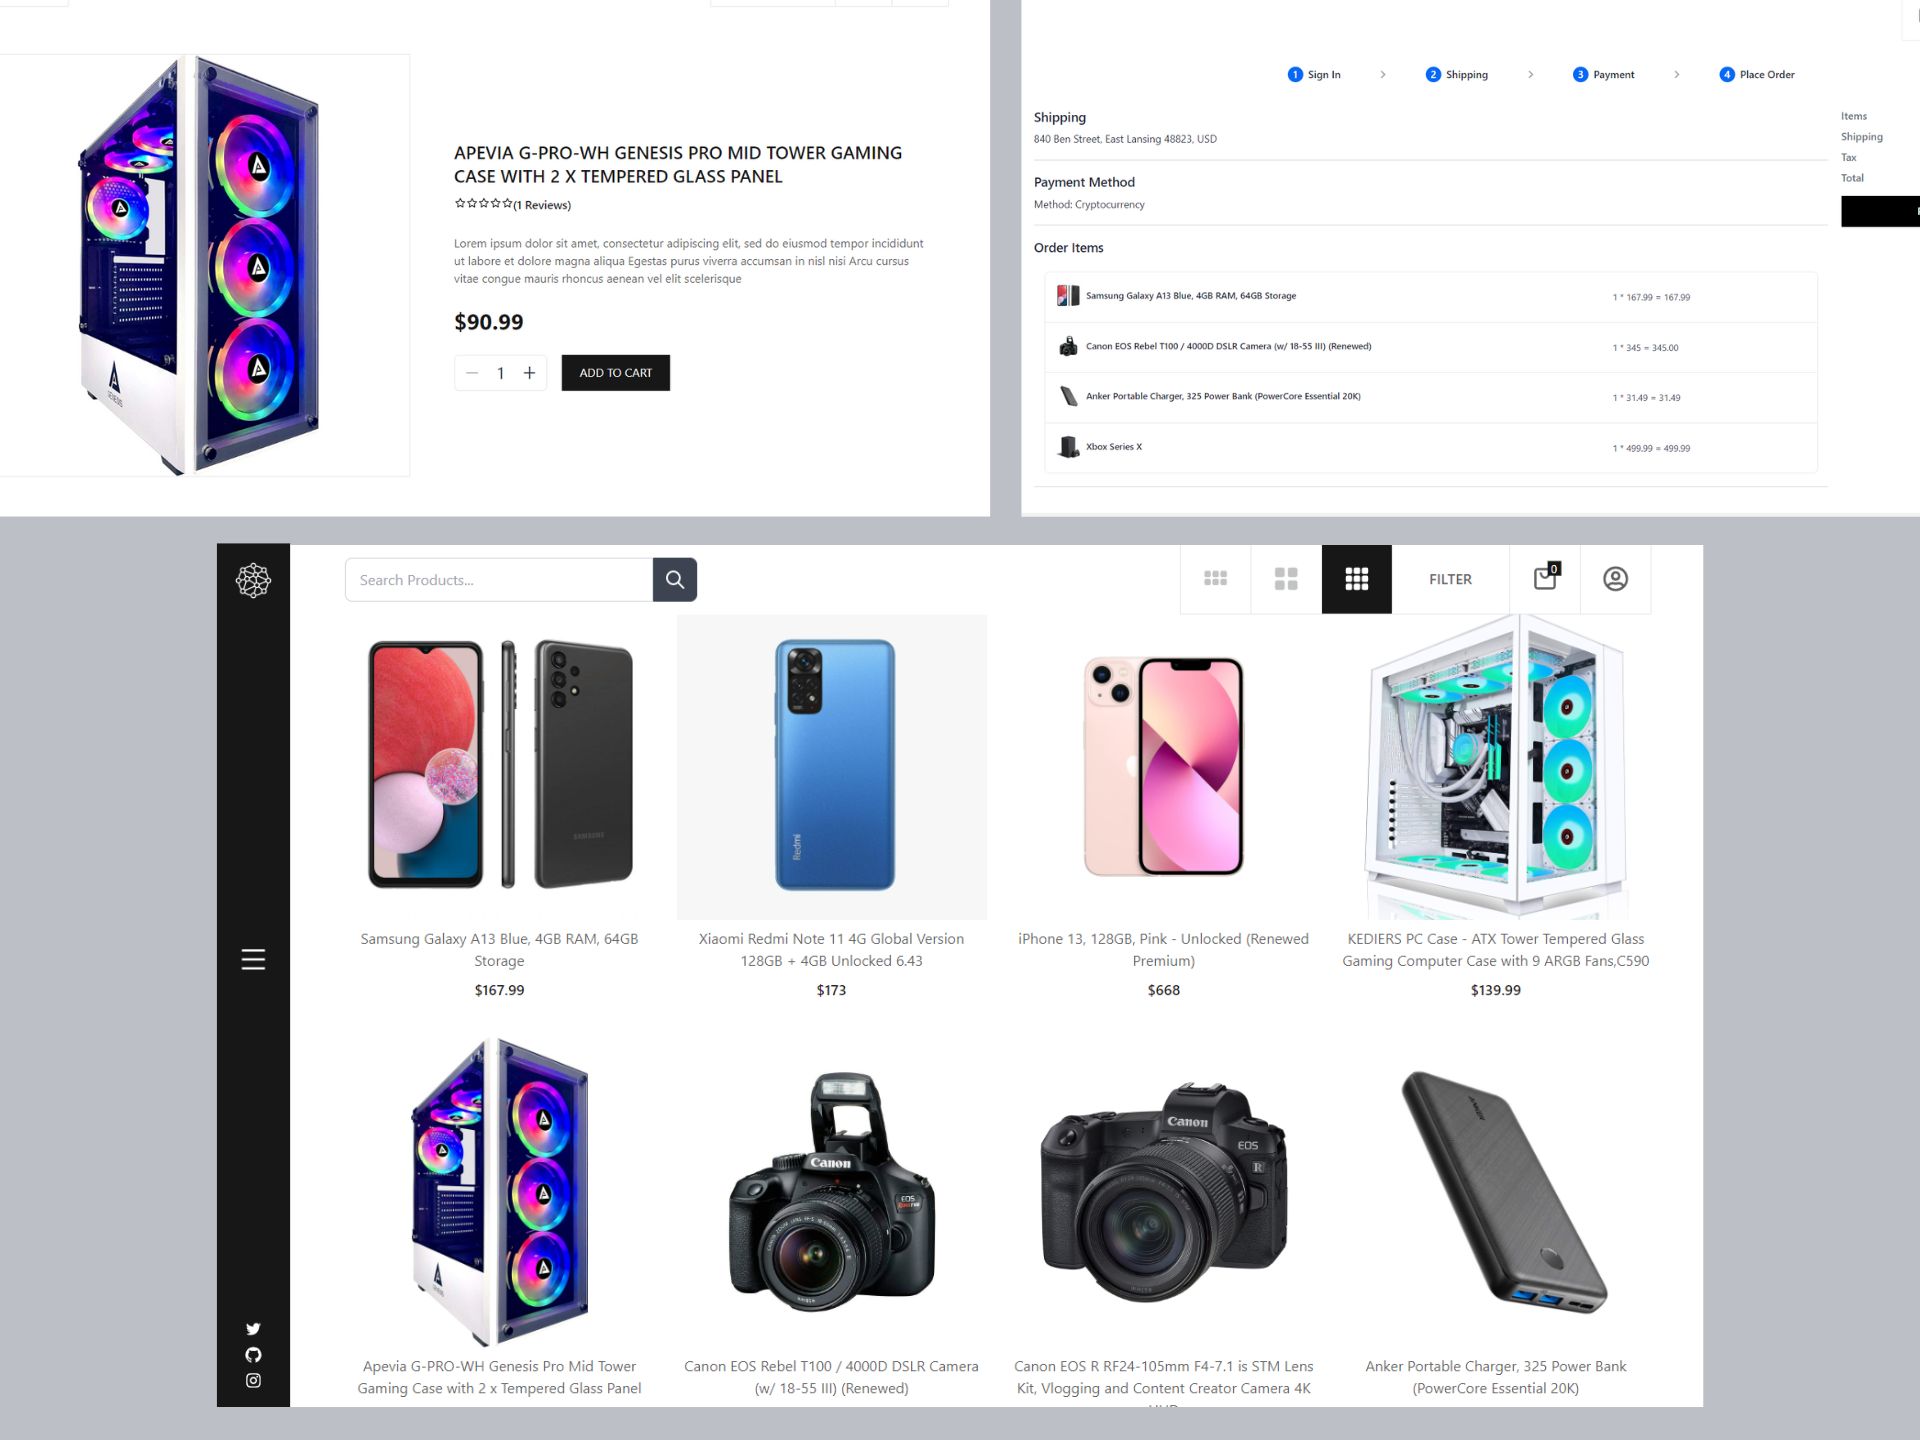 APEVIA G-PRO-WH GENESIS PRO MID TOWER GAMING
CASE WITH 2 X TEMPERED GLASS PANEL
(1 Reviews)
Lorem ipsum dolor sit amet, consectetur adipiscing elit, sed do eiusmod tempor incididunt
ut labore et dolore magna aliqua Egestas purus viverra accumsan in nisl nisi Arcu cursus
vitae congue mauris rhoncus aenean vel elit scelerisque
$90.99
1
ADD TO CART
GENESIS
1 Sign In
2 Shipping
3 Payment
4 Place Order
Shipping
840 Ben Street, East Lansing 48823, USD
Payment Method
Method: Cryptocurrency
Order Items
Samsung Galaxy A13 Blue, 4GB RAM, 64GB Storage
1 * 167.99 = 167.99
Canon EOS Rebel T100 / 4000D DSLR Camera (w/ 18-55 III) (Renewed)
1 * 345 = 345.00
Anker Portable Charger, 325 Power Bank (PowerCore Essential 20K)
1 * 31.49 = 31.49
Xbox Series X
1 * 499.99 = 499.99
Items
Shipping
Tax
Total
Search Products...
FILTER
0
SAMSUNG
Redmi
Samsung Galaxy A13 Blue, 4GB RAM, 64GB
Storage
$167.99
Xiaomi Redmi Note 11 4G Global Version
128GB + 4GB Unlocked 6.43
$173
iPhone 13, 128GB, Pink - Unlocked (Renewed
Premium)
$668
KEDIERS PC Case - ATX Tower Tempered Glass
Gaming Computer Case with 9 ARGB Fans,C590
$139.99
GENESIS
Canon
EOS
Canon
EOS
R
ANKER
Apevia G-PRO-WH Genesis Pro Mid Tower
Gaming Case with 2 x Tempered Glass Panel
Canon EOS Rebel T100 / 4000D DSLR Camera
(w/ 18-55 III) (Renewed)
Canon EOS R RF24-105mm F4-7.1 is STM Lens
Kit, Vlogging and Content Creator Camera 4K
Anker Portable Charger, 325 Power Bank
(PowerCore Essential 20K)